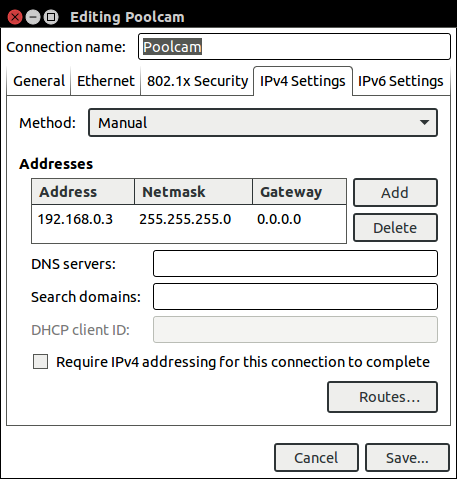 Editing Poolcam
Connection name: Poolcam
General Ethernet 802.1x Security IPv4 Settings IPv6 Settings
Method: Manual
Addresses
Address Netmask Gateway
192.168.0.3 255.255.255.0 0.0.0.0
Add
Delete
DNS servers:
Search domains:
DHCP client ID:
Require IPv4 addressing for this connection to complete
Routes...
Cancel Save...